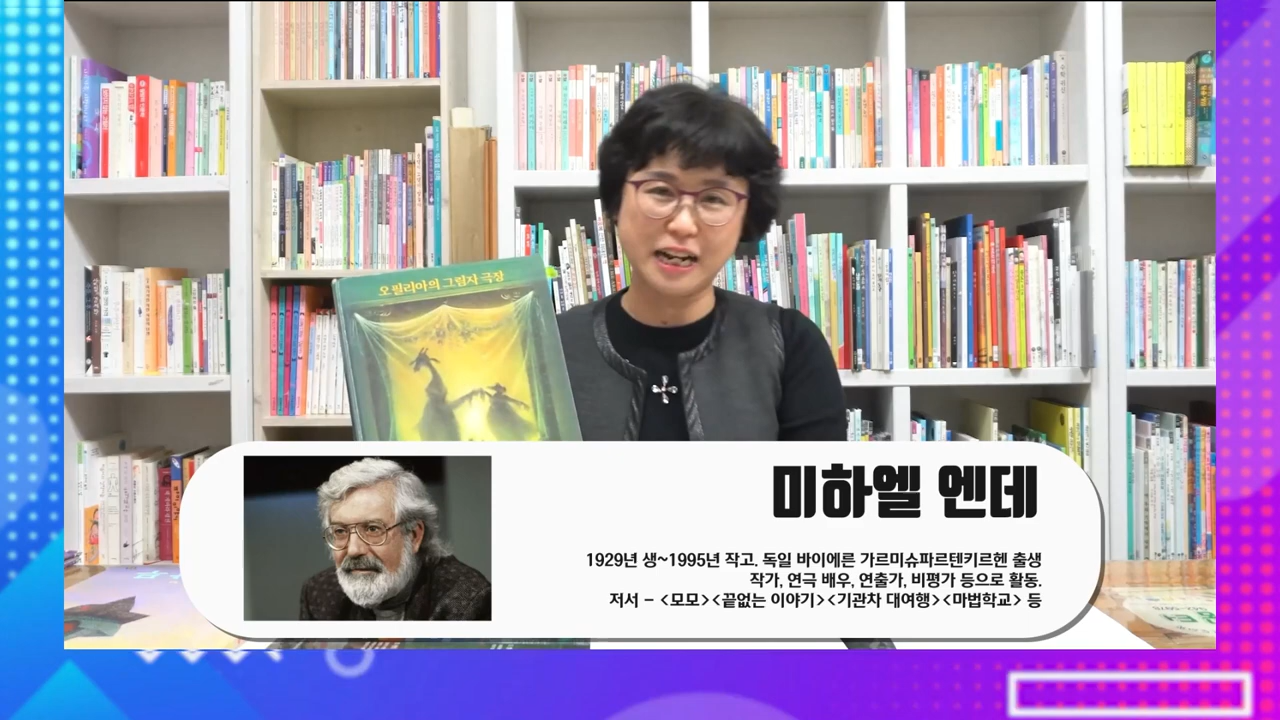 오필리아의 그림자 극장
미하엘 엔데
1929년 생~1995년 작고. 독일 바이에른 가르미슈파르텐키르헨 출생
작가, 연극 배우, 연출가, 비평가 등으로 활동.
저서 - <모모><끝없는 이야기><기관차 대여행><마법학교> 등